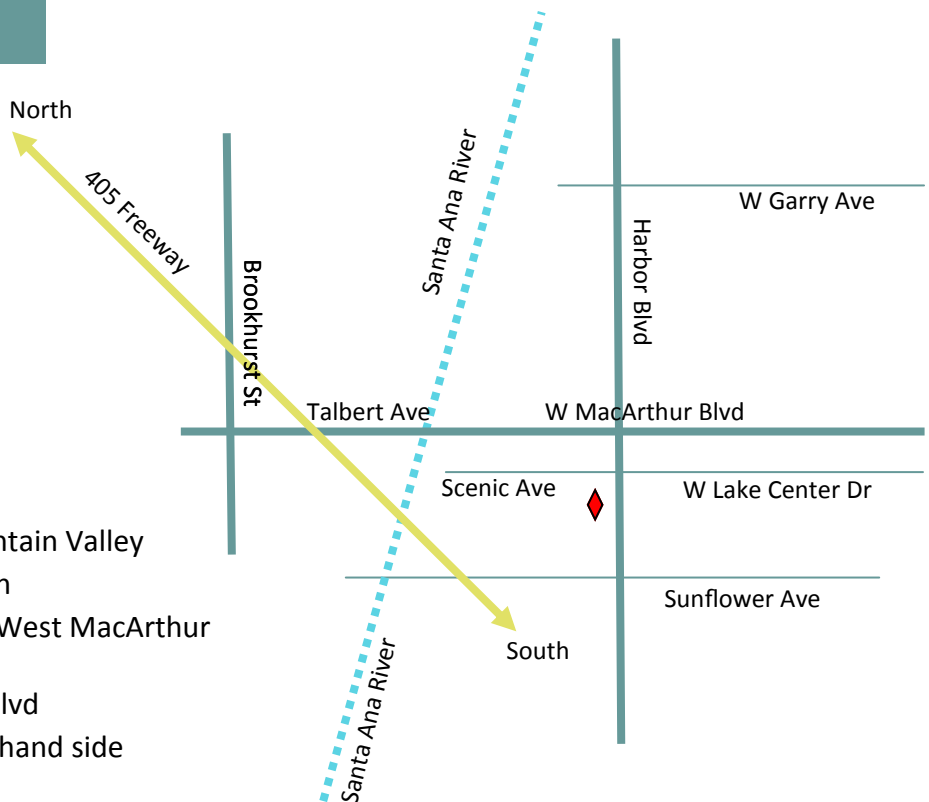 North
405 Freeway
Brookhurst St
Santa Ana River
W Garry Ave
Harbor Blvd
Talbert Ave
W MacArthur Blvd
Scenic Ave
W Lake Center Dr
Sunflower Ave
South
Santa Ana River
ntain Valley
West MacArthur
lvd
hand side